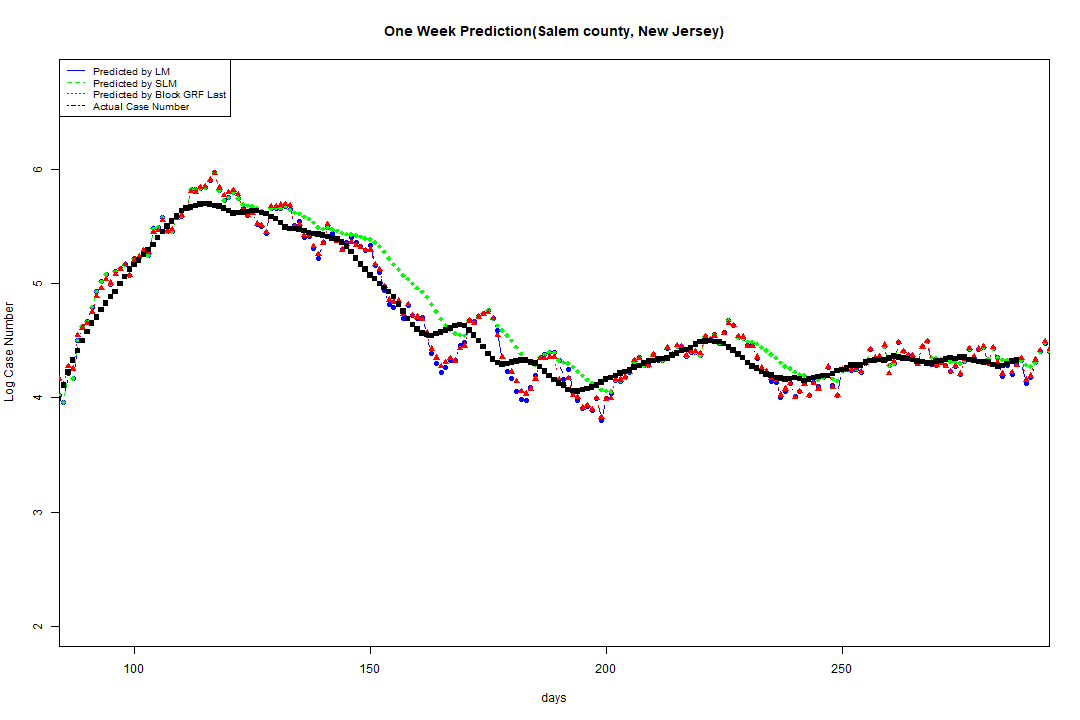 One Week Prediction(Salem county, New Jersey)
Predicted by LM
Predicted by SLM
Predicted by Block GRF Last
Actual Case Number
6
5
4
3
2
Log Case Number
100 150 200 250
days